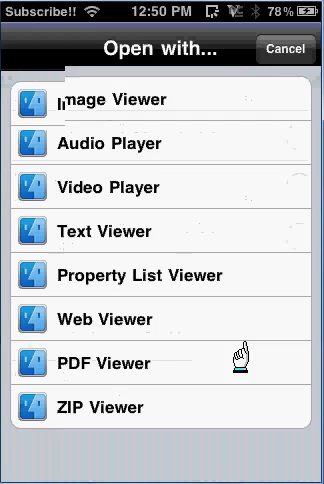 Subscribe!! 12:50 PM 78%
Open with... Cancel
Image Viewer
Audio Player
Video Player
Text Viewer
Property List Viewer
Web Viewer
PDF Viewer
ZIP Viewer